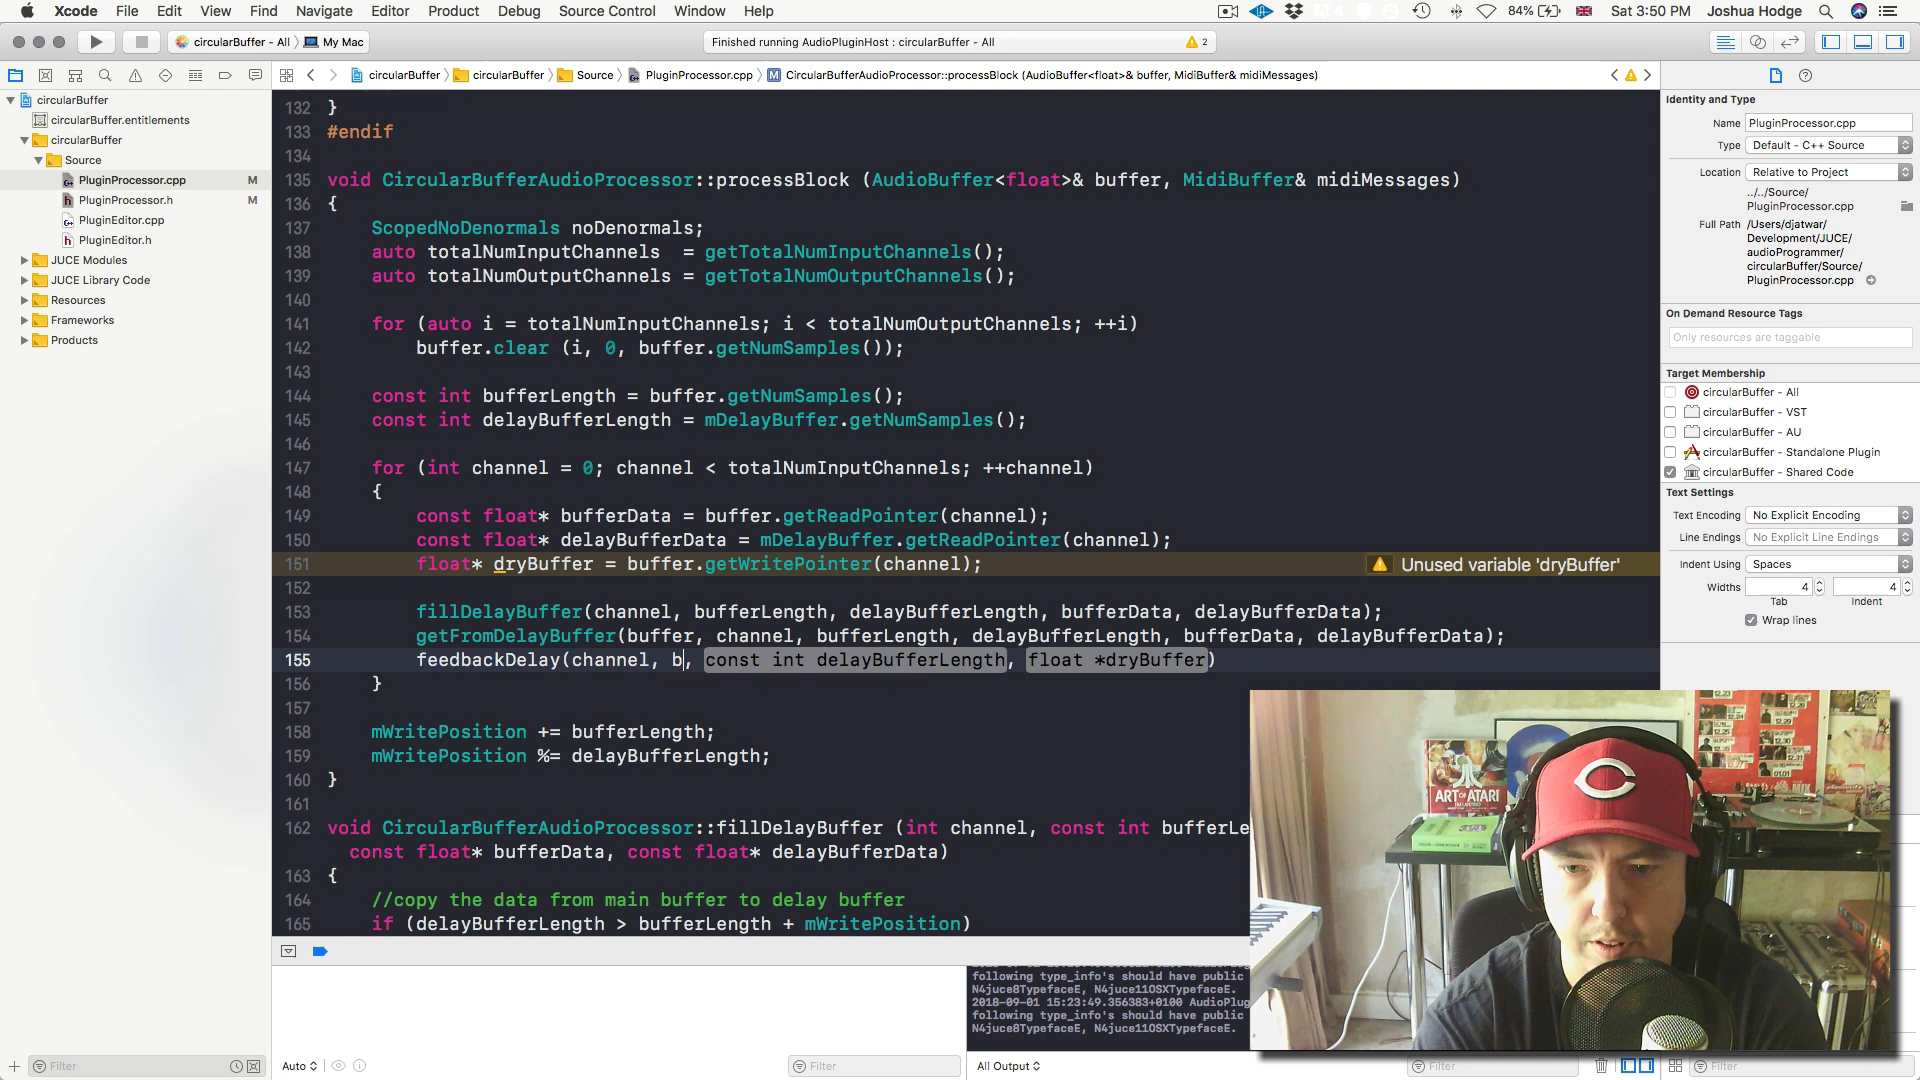 Xcode File Edit View Find Navigate Editor Product Debug Source Control Window Help 84% Sat 3:50 PM Joshua Hodge
circularBuffer - All My Mac
Finished running AudioPluginHost : circularBuffer - All 2
circularBuffer circularBuffer Source PluginProcessor.cpp CircularBufferAudioProcessor::processBlock (AudioBuffer<float>& buffer, MidiBuffer& midiMessages)
circularBuffer
circularBuffer.entitlements
circularBuffer
Source
PluginProcessor.cpp M
PluginProcessor.h M
PluginEditor.cpp
PluginEditor.h
JUCE Modules
JUCE Library Code
Resources
Frameworks
Products
Filter
132 }
133 #endif
134
135 void CircularBufferAudioProcessor::processBlock (AudioBuffer<float>& buffer, MidiBuffer& midiMessages)
136 {
137 ScopedNoDenormals noDenormals;
138 auto totalNumInputChannels  = getTotalNumInputChannels();
139 auto totalNumOutputChannels = getTotalNumOutputChannels();
140
141 for (auto i = totalNumInputChannels; i < totalNumOutputChannels; ++i)
142 buffer.clear (i, 0, buffer.getNumSamples());
143
144 const int bufferLength = buffer.getNumSamples();
145 const int delayBufferLength = mDelayBuffer.getNumSamples();
146
147 for (int channel = 0; channel < totalNumInputChannels; ++channel)
148 {
149 const float* bufferData = buffer.getReadPointer(channel);
150 const float* delayBufferData = mDelayBuffer.getReadPointer(channel);
151 float* dryBuffer = buffer.getWritePointer(channel); Unused variable 'dryBuffer'
152
153 fillDelayBuffer(channel, bufferLength, delayBufferLength, bufferData, delayBufferData);
154 getFromDelayBuffer(buffer, channel, bufferLength, delayBufferLength, bufferData, delayBufferData);
155 feedbackDelay(channel, b, const int delayBufferLength, float *dryBuffer)
156 }
157
158 mWritePosition += bufferLength;
159 mWritePosition %= delayBufferLength;
160 }
161
162 void CircularBufferAudioProcessor::fillDelayBuffer (int channel, const int bufferLe
const float* bufferData, const float* delayBufferData)
163 {
164 //copy the data from main buffer to delay buffer
165 if (delayBufferLength > bufferLength + mWritePosition)
Auto
Filter
following type_info's should have public
N4juce8TypefaceE, N4juce11OSXTypefaceE.
2018-09-01 15:23:49.356383+0100 AudioPlug
following type_info's should have public
N4juce8TypefaceE, N4juce11OSXTypefaceE.
All Output
Filter
Filter
Identity and Type
Name PluginProcessor.cpp
Type Default - C++ Source
Location Relative to Project
../../Source/
PluginProcessor.cpp
Full Path /Users/djatwar/
Development/JUCE/
audioProgrammer/
circularBuffer/Source/
PluginProcessor.cpp
On Demand Resource Tags
Only resources are taggable
Target Membership
circularBuffer - All
circularBuffer - VST
circularBuffer - AU
circularBuffer - Standalone Plugin
circularBuffer - Shared Code
Text Settings
Text Encoding No Explicit Encoding
Line Endings No Explicit Line Endings
Indent Using Spaces
Widths 4 4
Tab Indent
Wrap lines
ART OF ATARI